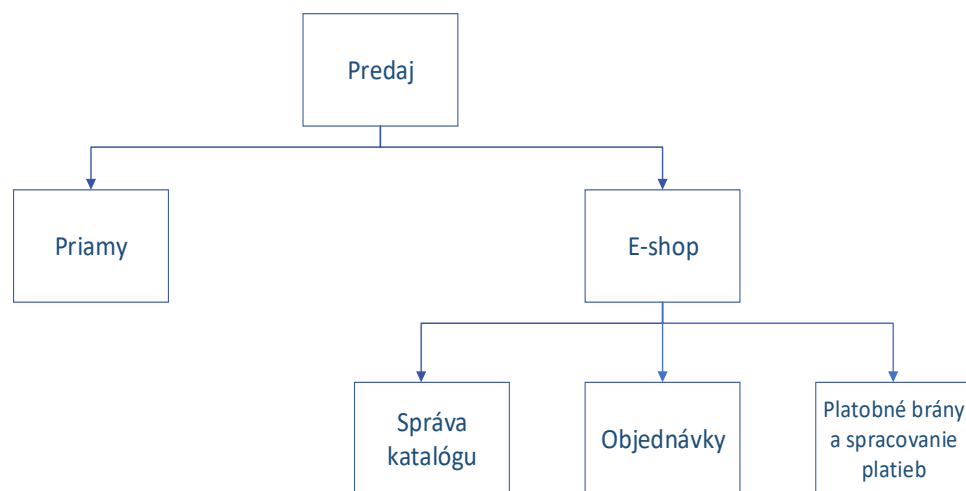 Predaj
Priamy
E-shop
Správa
katalógu
Objednávky
Platobné brány
a spracovanie
platieb